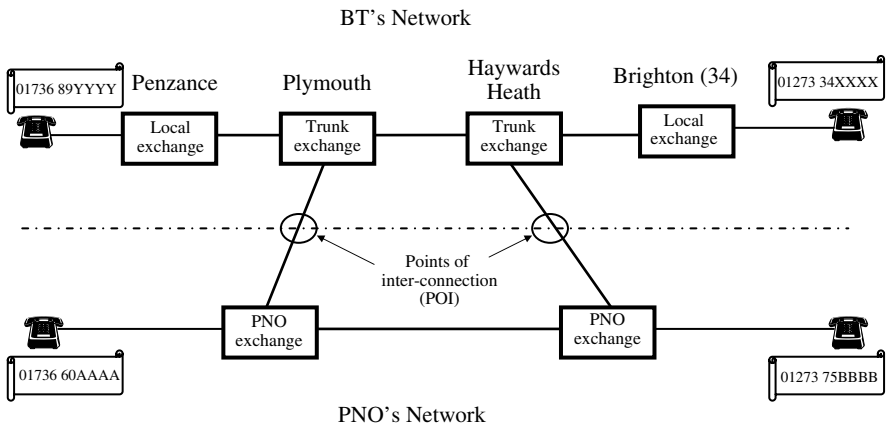 BT's Network
01736 89YYYY
Penzance
Plymouth
Haywards
Heath
Brighton (34)
01273 34XXXX
Local
exchange
Trunk
exchange
Trunk
exchange
Local
exchange
Points of
inter-connection
(POI)
PNO
exchange
PNO
exchange
01736 60AAAA
01273 75BBBB
PNO's Network